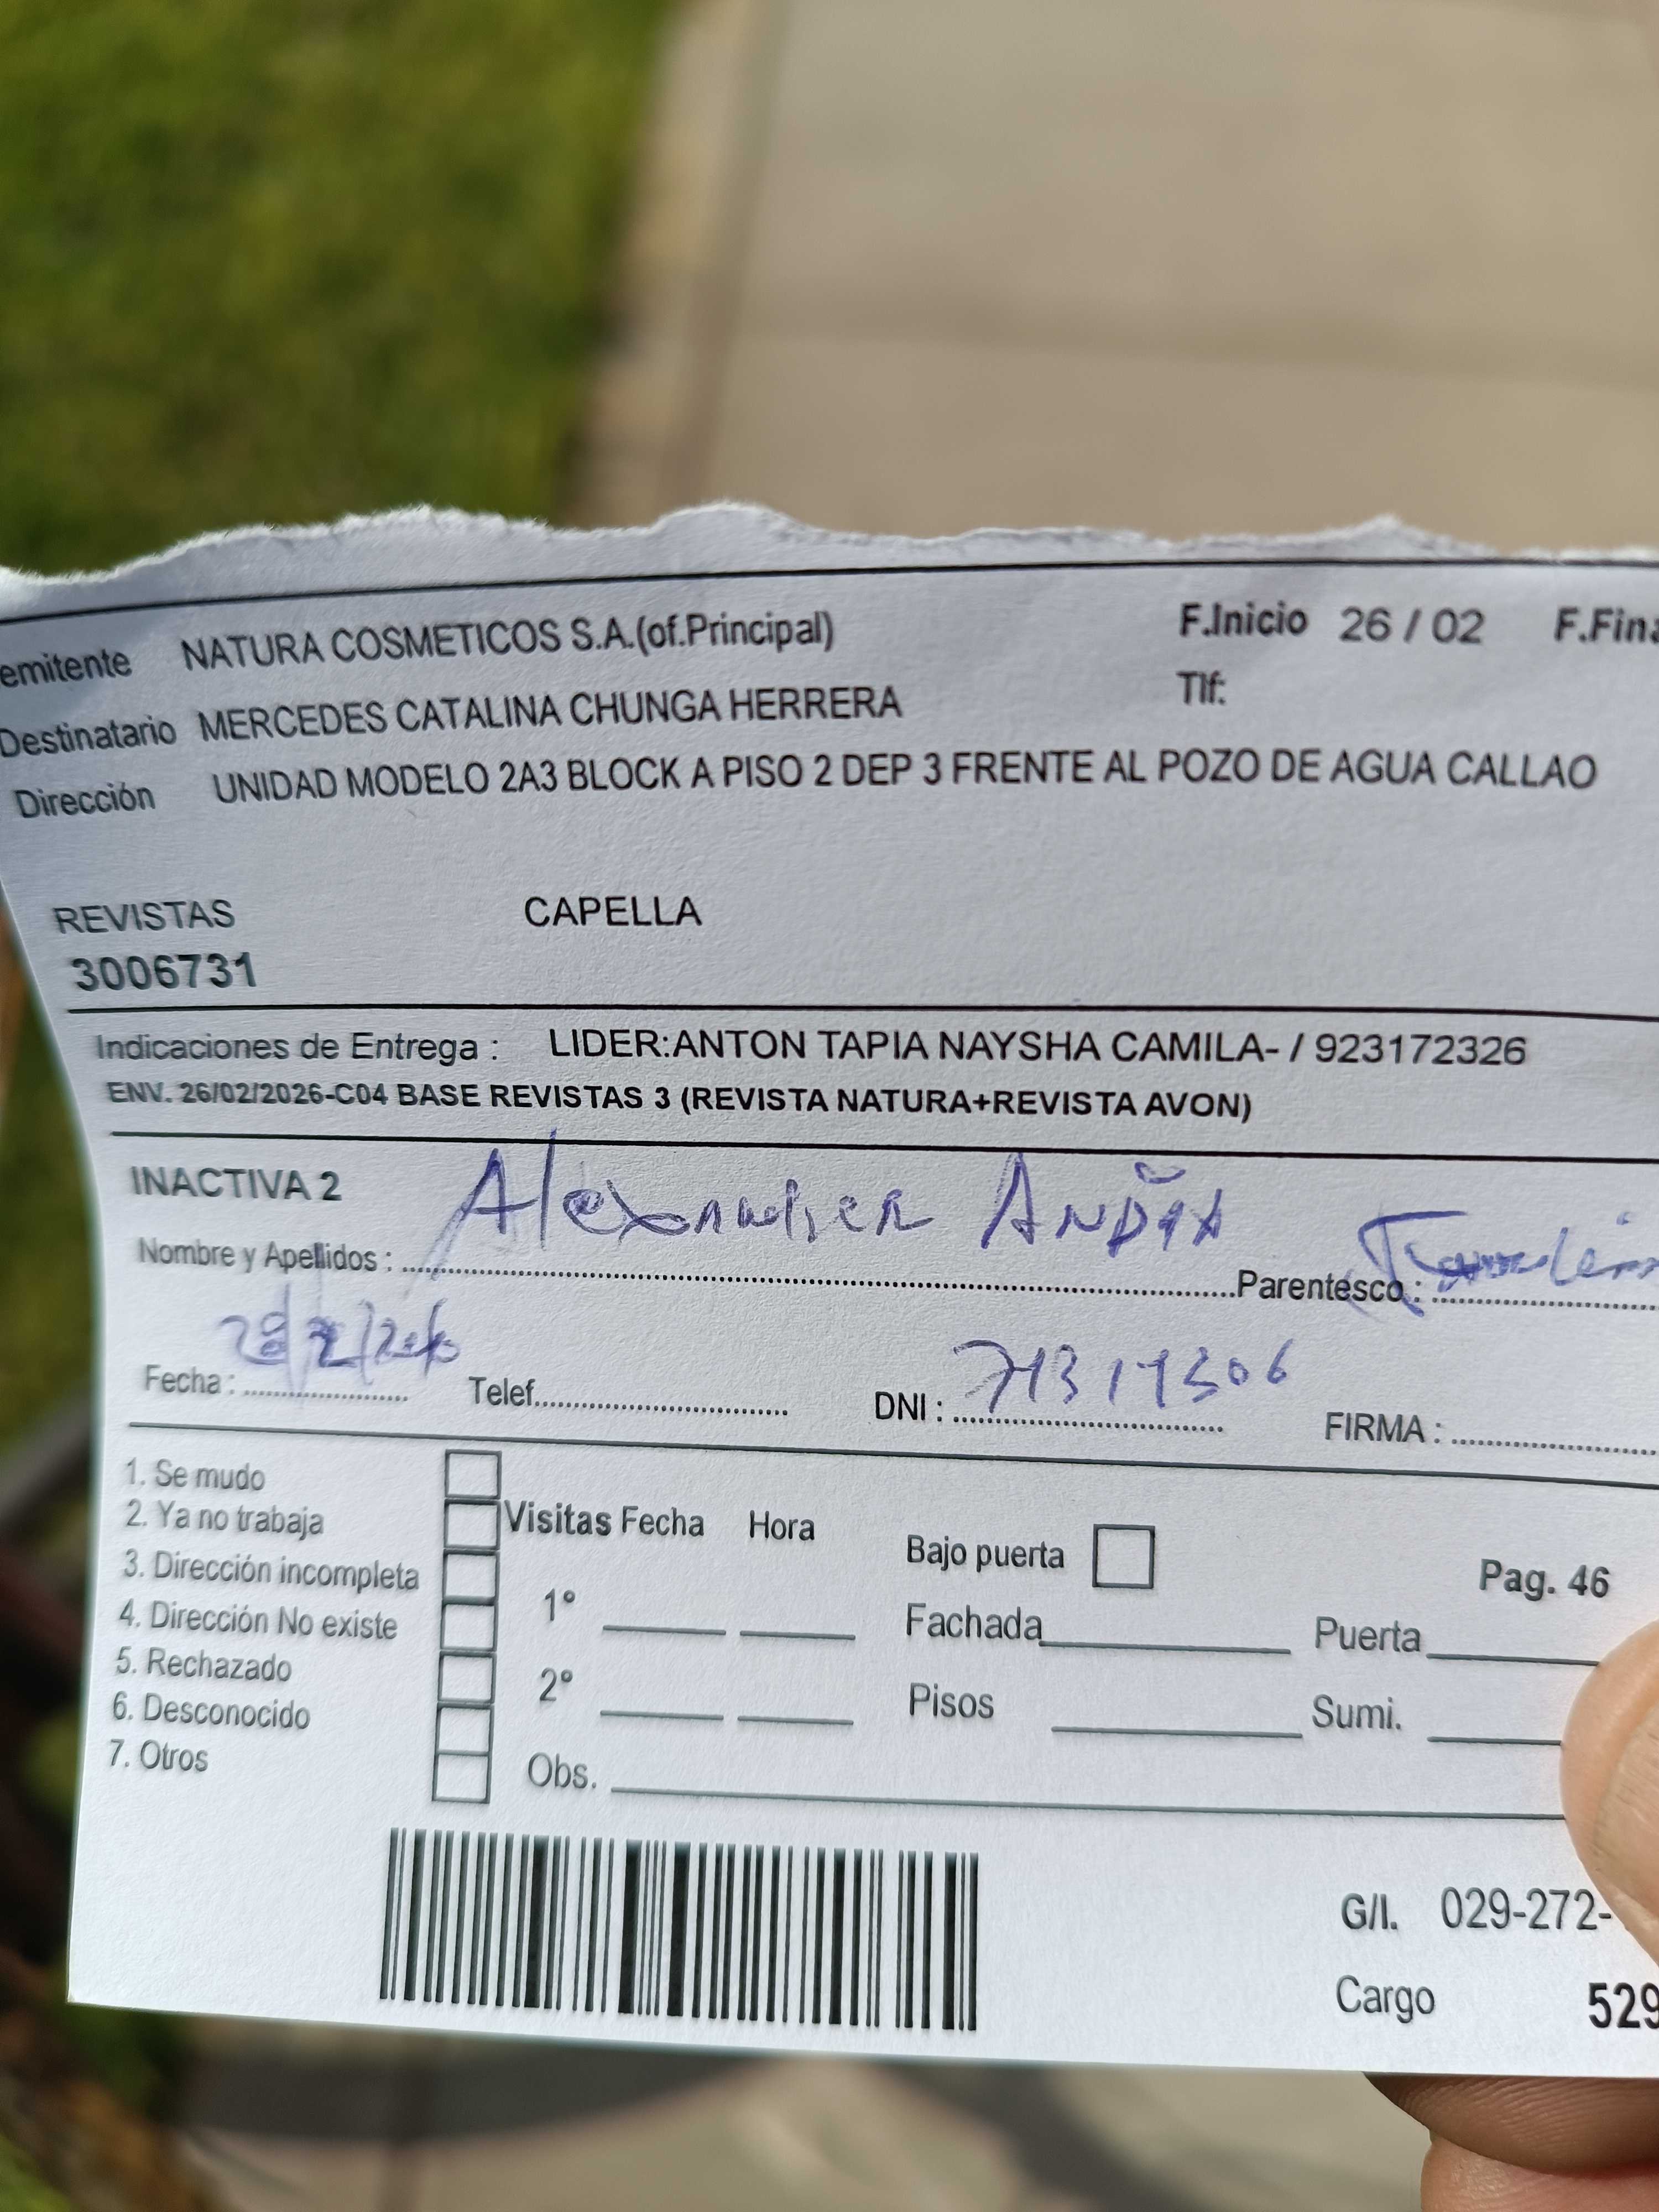 emitente NATURA COSMETICOS S.A.(of.Principal) F.Inicio 26 / 02 F.Fina
Destinatario MERCEDES CATALINA CHUNGA HERRERA Tlf:
Dirección UNIDAD MODELO 2A3 BLOCK A PISO 2 DEP 3 FRENTE AL POZO DE AGUA CALLAO
REVISTAS CAPELLA
3006731
Indicaciones de Entrega : LIDER:ANTON TAPIA NAYSHA CAMILA- / 923172326
ENV. 26/02/2026-C04 BASE REVISTAS 3 (REVISTA NATURA+REVISTA AVON)
INACTIVA 2
Nombre y Apellidos : Alexander Parentesco :
Fecha : Telef. DNI : FIRMA :
1. Se mudo
2. Ya no trabaja Visitas Fecha Hora Bajo puerta Pag. 46
3. Dirección incompleta 1° Fachada Puerta
4. Dirección No existe
5. Rechazado 2° Pisos Sumi.
6. Desconocido
7. Otros Obs.
G/I. 029-272-
Cargo 529